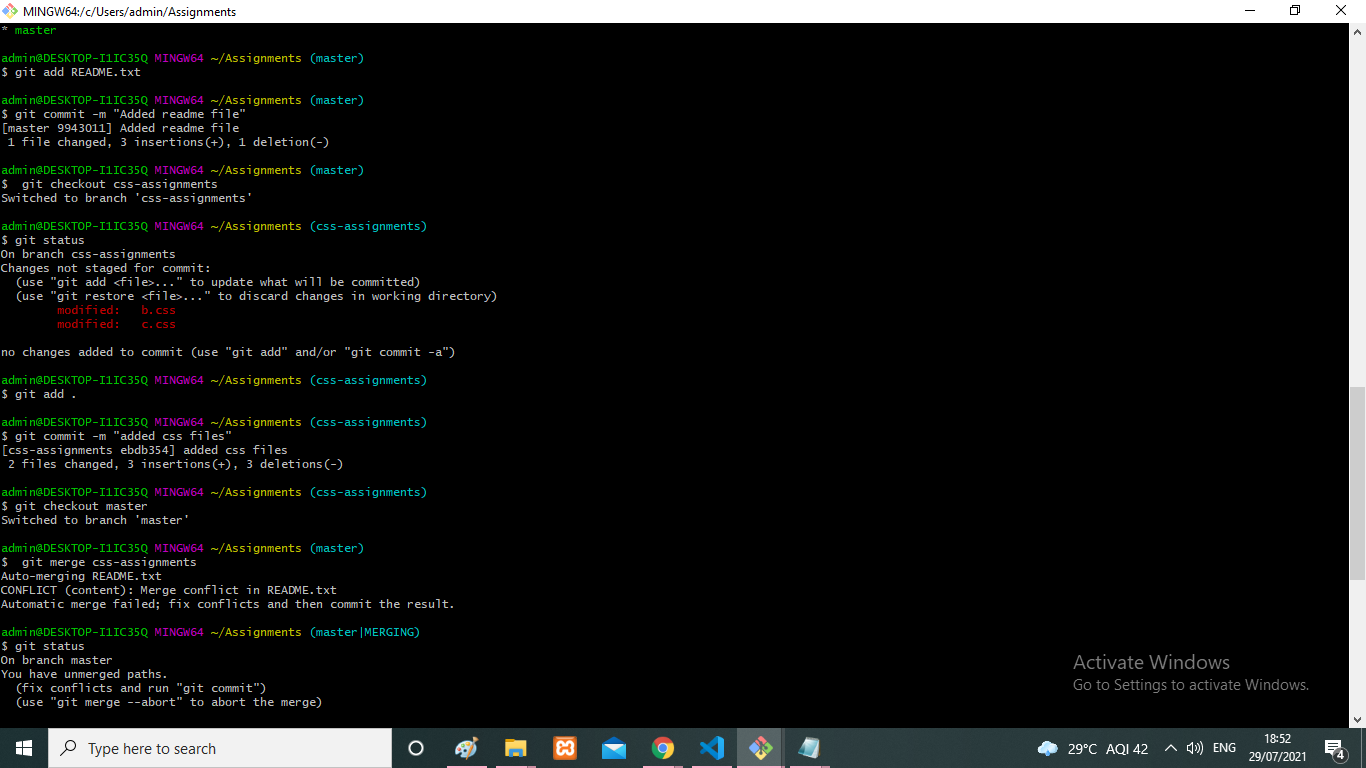 MINGW64:/c/Users/admin/Assignments
* master
admin@DESKTOP-I1IC35Q MINGW64 ~/Assignments (master)
$ git add README.txt
admin@DESKTOP-I1IC35Q MINGW64 ~/Assignments (master)
$ git commit -m "Added readme file"
[master 9943011] Added readme file
 1 file changed, 3 insertions(+), 1 deletion(-)
admin@DESKTOP-I1IC35Q MINGW64 ~/Assignments (master)
$  git checkout css-assignments
Switched to branch 'css-assignments'
admin@DESKTOP-I1IC35Q MINGW64 ~/Assignments (css-assignments)
$ git status
On branch css-assignments
Changes not staged for commit:
  (use "git add <file>..." to update what will be committed)
  (use "git restore <file>..." to discard changes in working directory)
        modified:   b.css
        modified:   c.css
no changes added to commit (use "git add" and/or "git commit -a")
admin@DESKTOP-I1IC35Q MINGW64 ~/Assignments (css-assignments)
$ git add .
admin@DESKTOP-I1IC35Q MINGW64 ~/Assignments (css-assignments)
$ git commit -m "added css files"
[css-assignments ebdb354] added css files
 2 files changed, 3 insertions(+), 3 deletions(-)
admin@DESKTOP-I1IC35Q MINGW64 ~/Assignments (css-assignments)
$ git checkout master
Switched to branch 'master'
admin@DESKTOP-I1IC35Q MINGW64 ~/Assignments (master)
$  git merge css-assignments
Auto-merging README.txt
CONFLICT (content): Merge conflict in README.txt
Automatic merge failed; fix conflicts and then commit the result.
admin@DESKTOP-I1IC35Q MINGW64 ~/Assignments (master|MERGING)
$ git status
On branch master
You have unmerged paths.
  (fix conflicts and run "git commit")
  (use "git merge --abort" to abort the merge)
Activate Windows
Go to Settings to activate Windows.
Type here to search
29°C AQI 42
ENG
18:52
29/07/2021
4